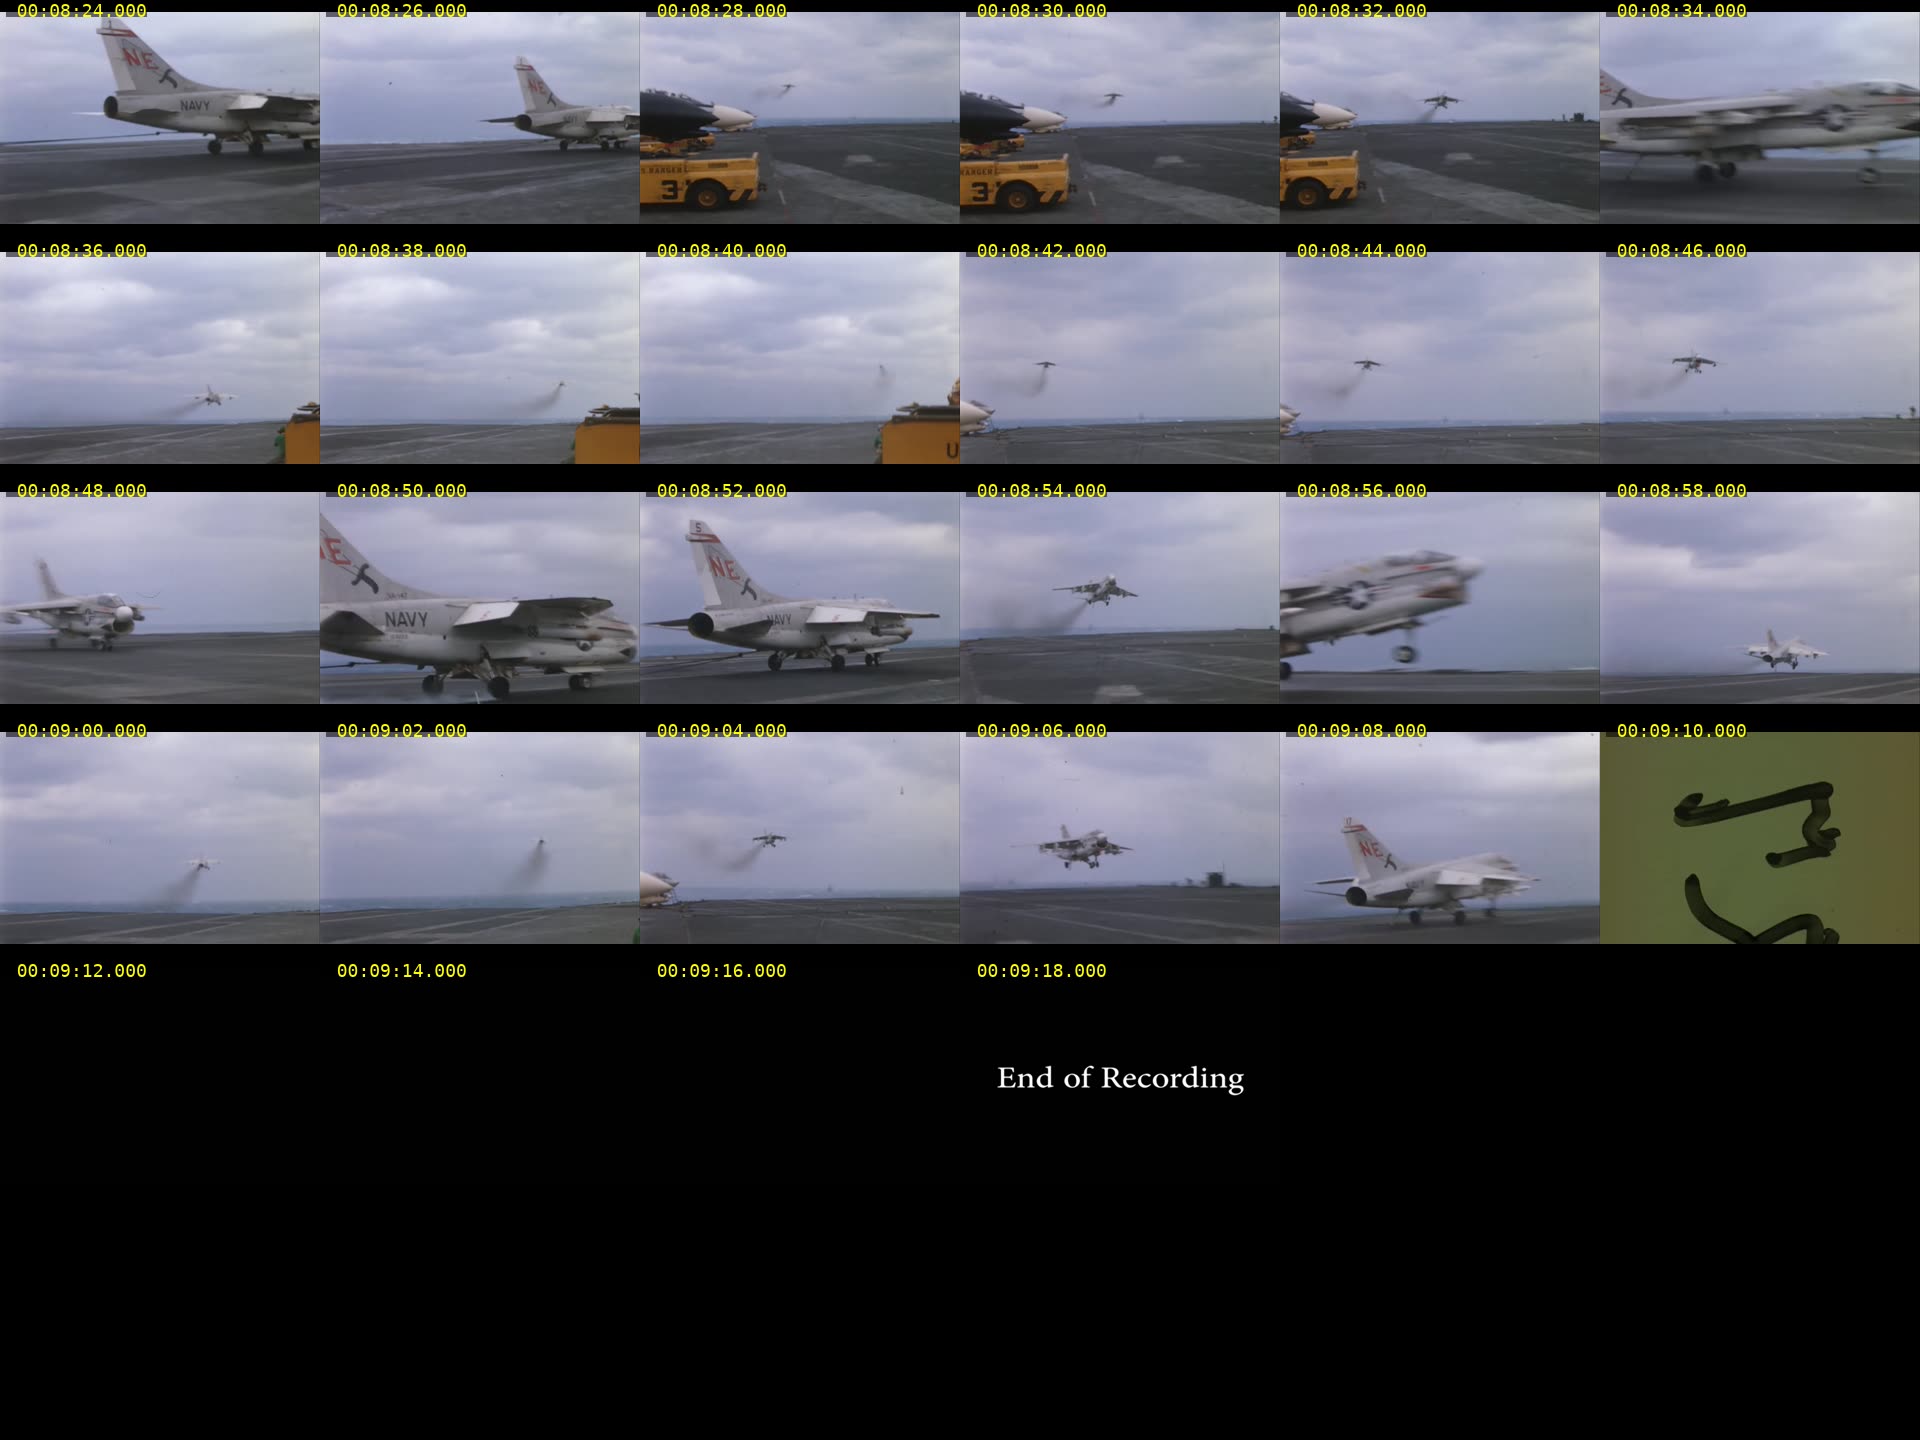 00:08:24.000 00:08:26.000 00:08:28.000 00:08:30.000 00:08:32.000 00:08:34.000
NE
NAVY
NE
RANGER
3
RANGER
3
00:08:36.000 00:08:38.000 00:08:40.000 00:08:42.000 00:08:44.000 00:08:46.000
U
00:08:48.000 00:08:50.000 00:08:52.000 00:08:54.000 00:08:56.000 00:08:58.000
E
NAVY
5
NE
NAVY
00:09:00.000 00:09:02.000 00:09:04.000 00:09:06.000 00:09:08.000 00:09:10.000
NE
00:09:12.000 00:09:14.000 00:09:16.000 00:09:18.000
End of Recording